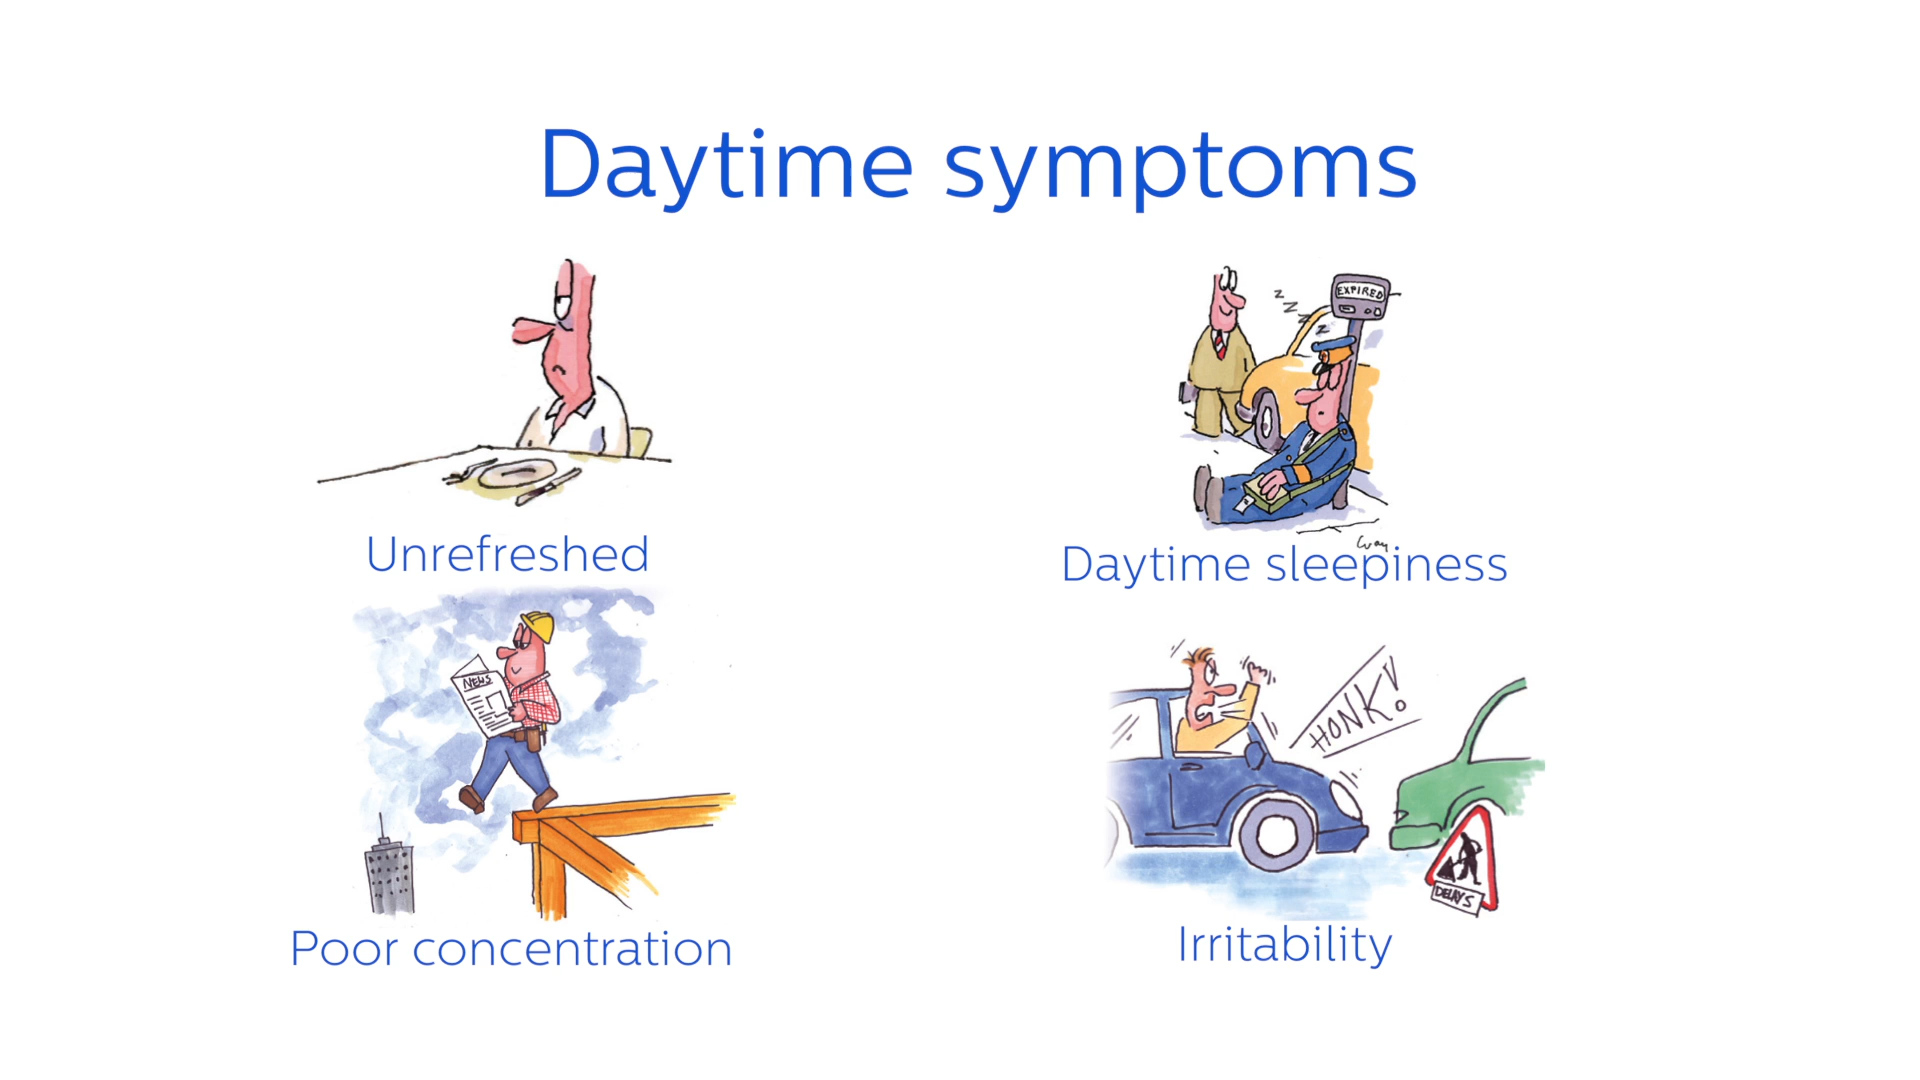 Daytime symptoms
EXPIRED
z z z z
Unrefreshed
Daytime sleepiness
NEWS
HONK!
DELAYS
Poor concentration
Irritability